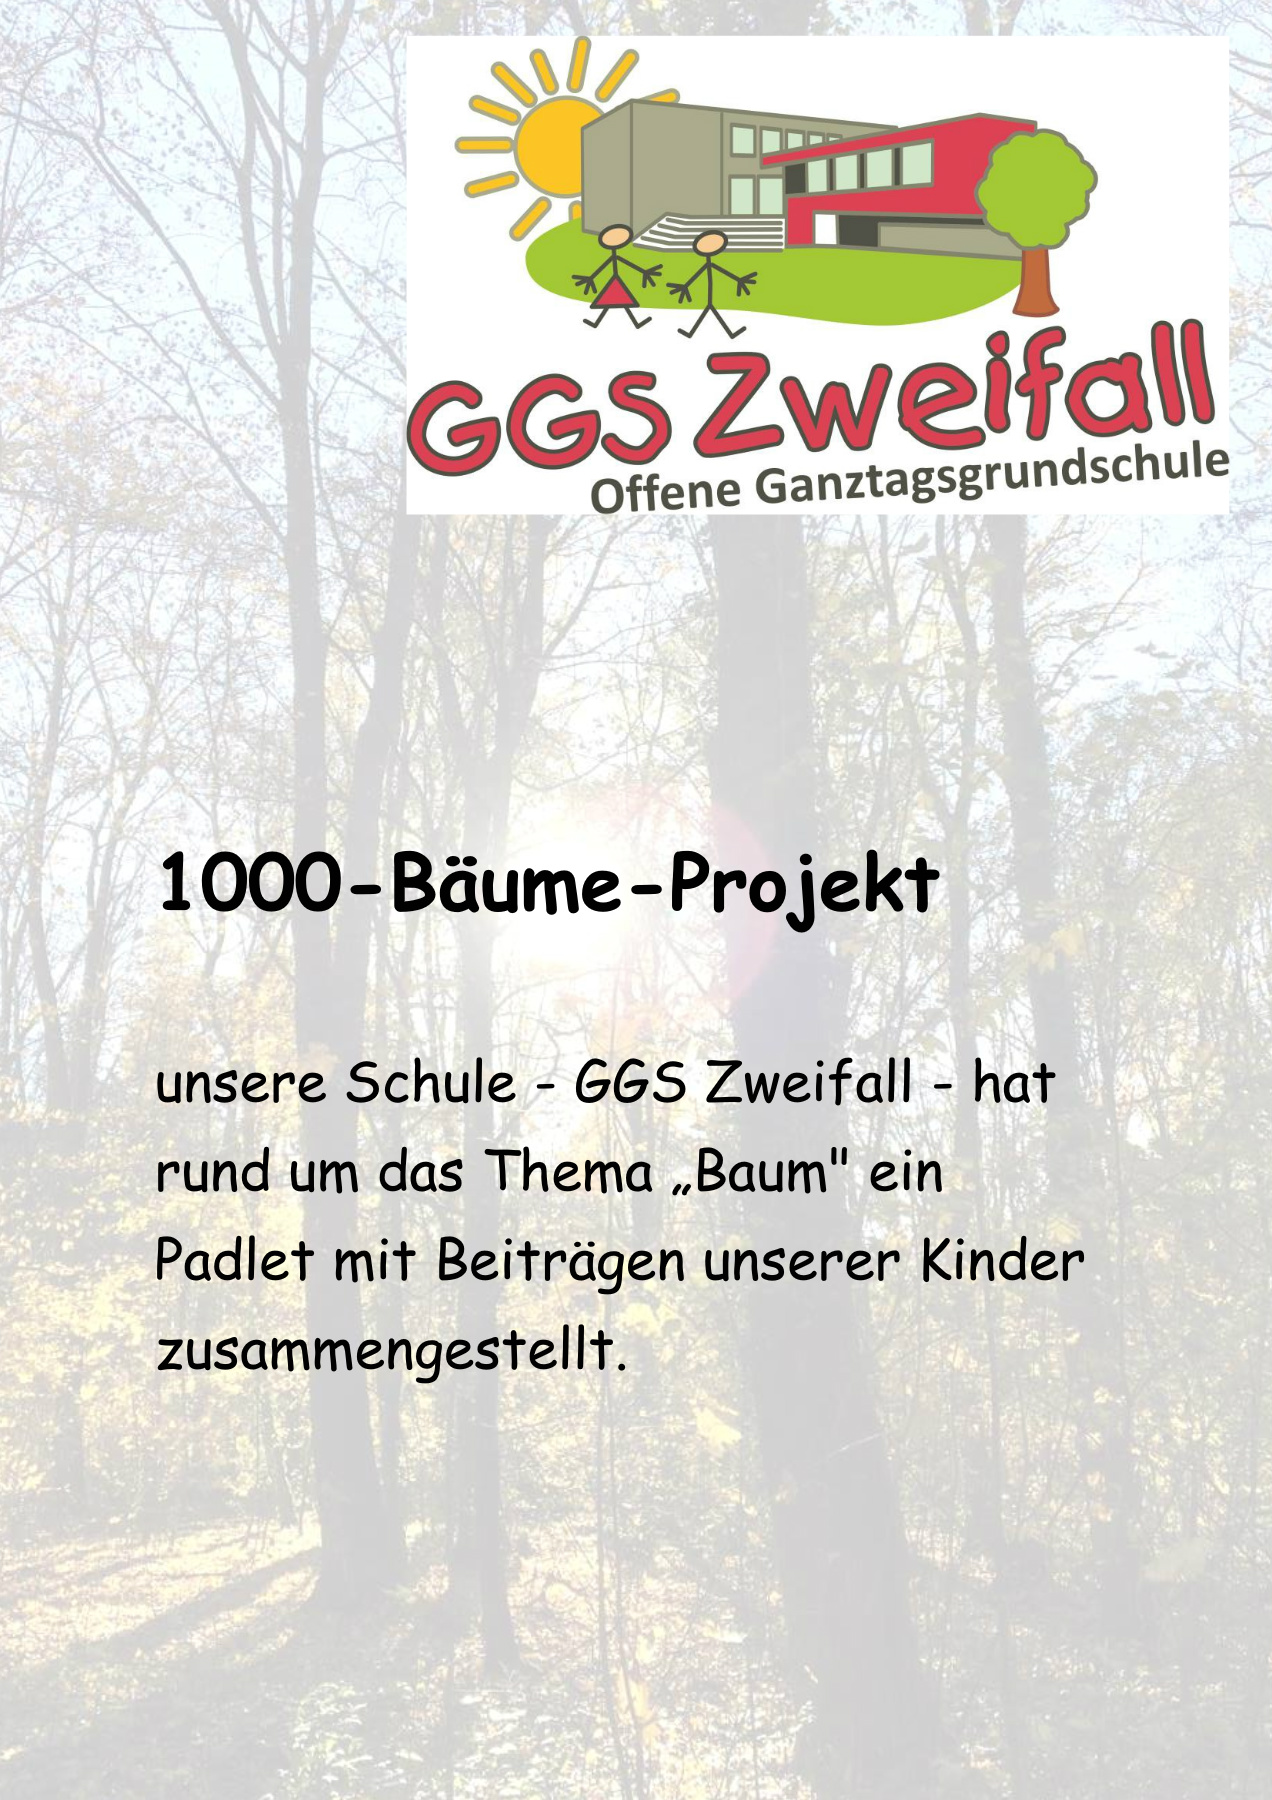 GGS Zweifall
Offene Ganztagsgrundschule
1000-Bäume-Projekt
unsere Schule - GGS Zweifall - hat
rund um das Thema „Baum" ein
Padlet mit Beiträgen unserer Kinder
zusammengestellt.